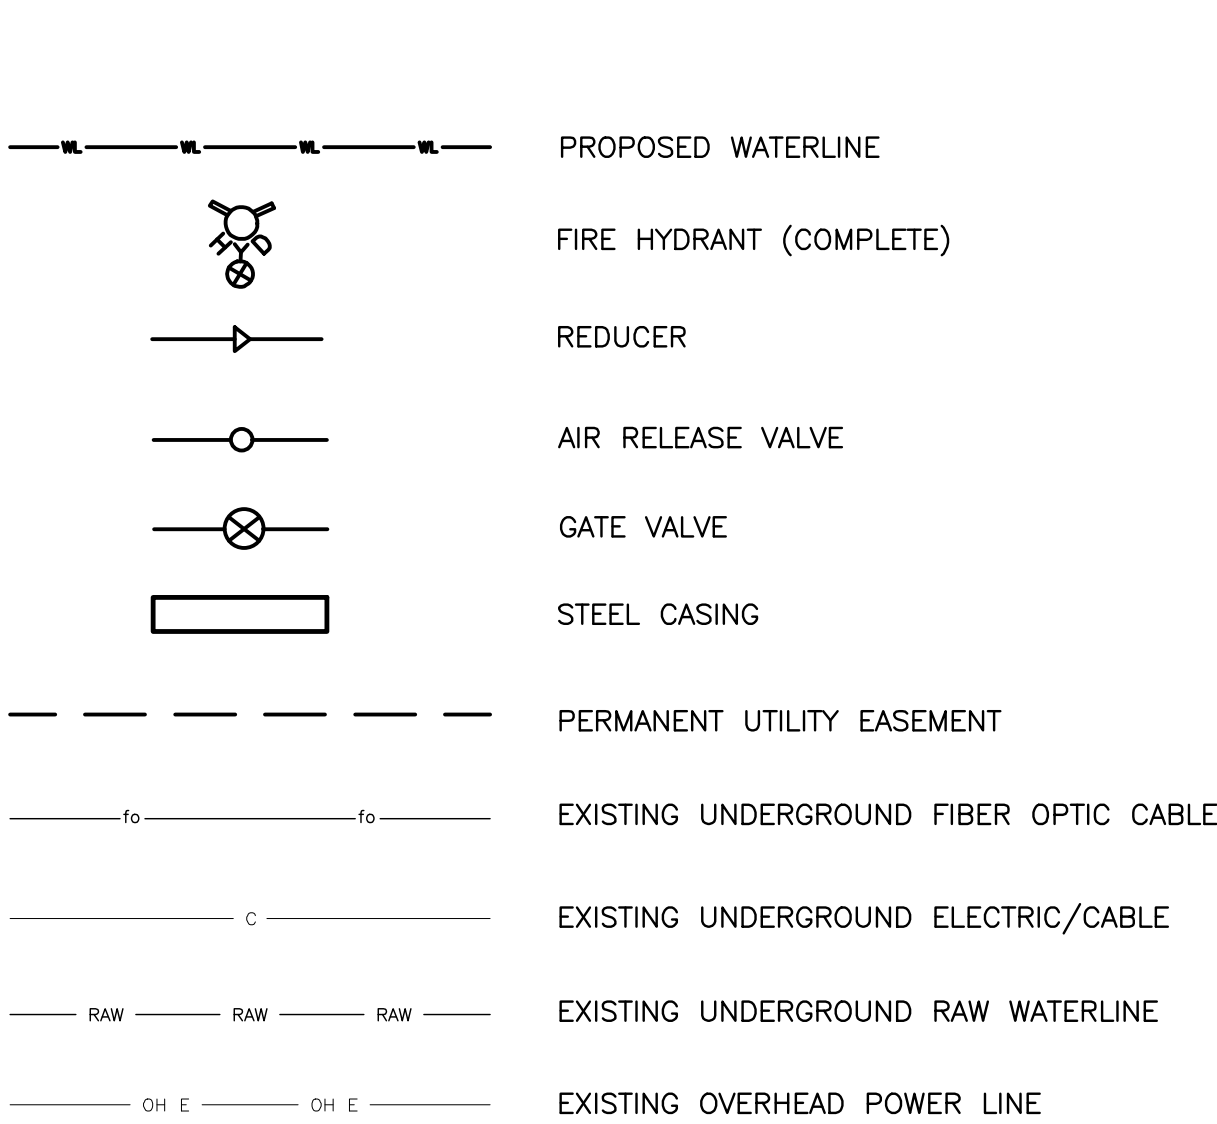 WL WL WL WL PROPOSED WATERLINE
HYD FIRE HYDRANT (COMPLETE)
REDUCER
AIR RELEASE VALVE
GATE VALVE
STEEL CASING
PERMANENT UTILITY EASEMENT
fo fo EXISTING UNDERGROUND FIBER OPTIC CABLE
C EXISTING UNDERGROUND ELECTRIC/CABLE
RAW RAW RAW EXISTING UNDERGROUND RAW WATERLINE
OH E OH E EXISTING OVERHEAD POWER LINE